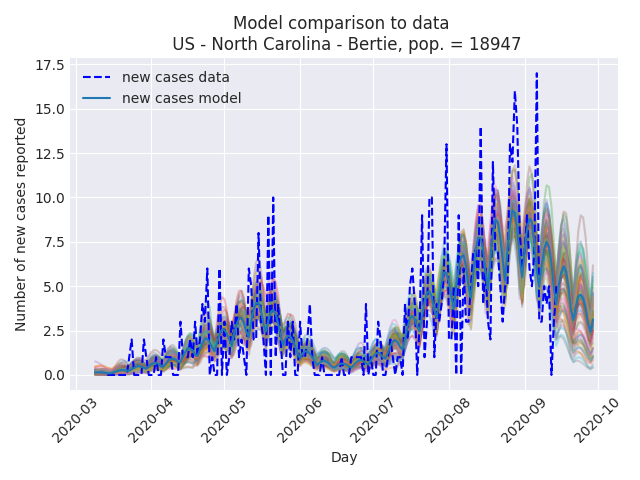 Model comparison to data
US - North Carolina - Bertie, pop. = 18947
new cases data
new cases model
Number of new cases reported
17.5
15.0
12.5
10.0
7.5
5.0
2.5
0.0
2020-03
2020-04
2020-05
2020-06
2020-07
2020-08
2020-09
2020-10
Day